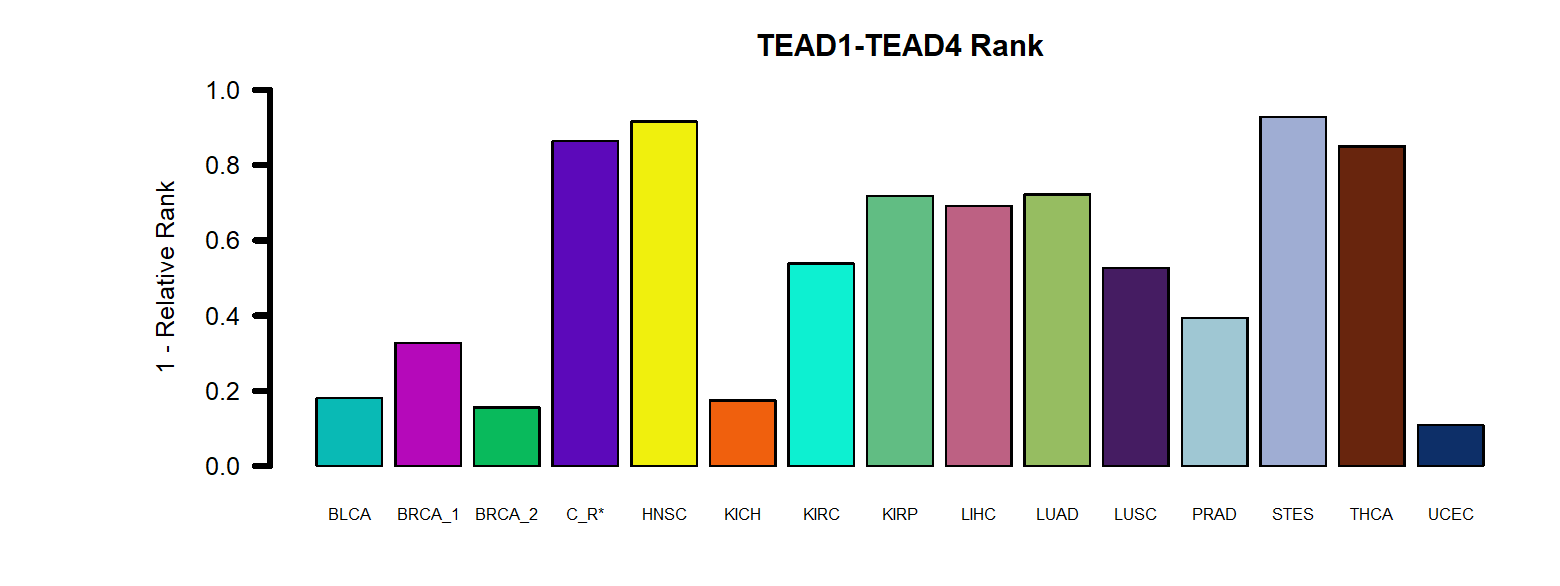 TEAD1-TEAD4 Rank
1 - Relative Rank
1.0
0.8
0.6
0.4
0.2
0.0
BLCA BRCA_1 BRCA_2 C_R* HNSC KICH KIRC KIRP LIHC LUAD LUSC PRAD STES THCA UCEC